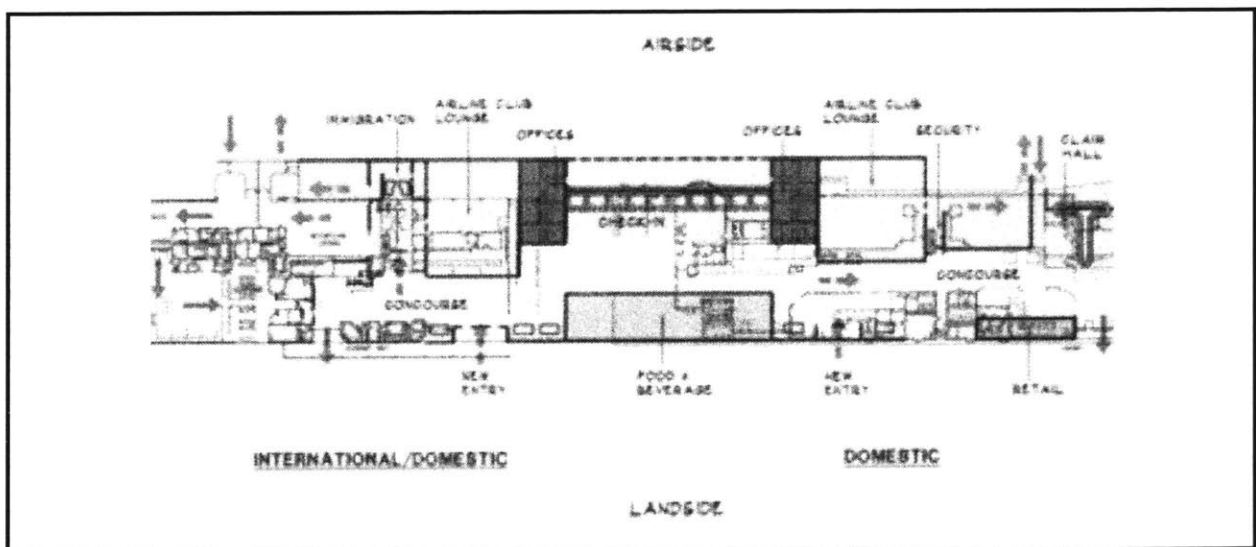 AIRSIDE
IMMIGRATION
AIRLINE CLUB
LOUNGE
OFFICES
OFFICES
AIRLINE CLUB
LOUNGE
SECURITY
CLAIM
HALL
CHECK-IN
CONCOURSE
CONCOURSE
NEW
ENTRY
FOOD &
BEVERAGE
NEW
ENTRY
RETAIL
INTERNATIONAL/DOMESTIC
DOMESTIC
LANDSIDE